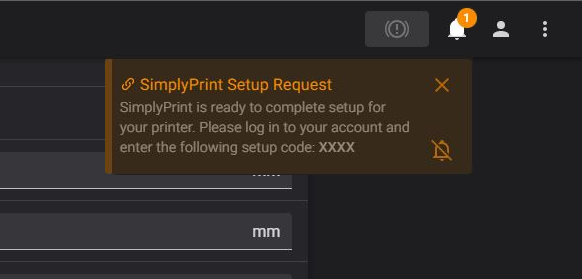 1
SimplyPrint Setup Request
SimplyPrint is ready to complete setup for
your printer. Please log in to your account and
enter the following setup code: XXXX
mm
mm